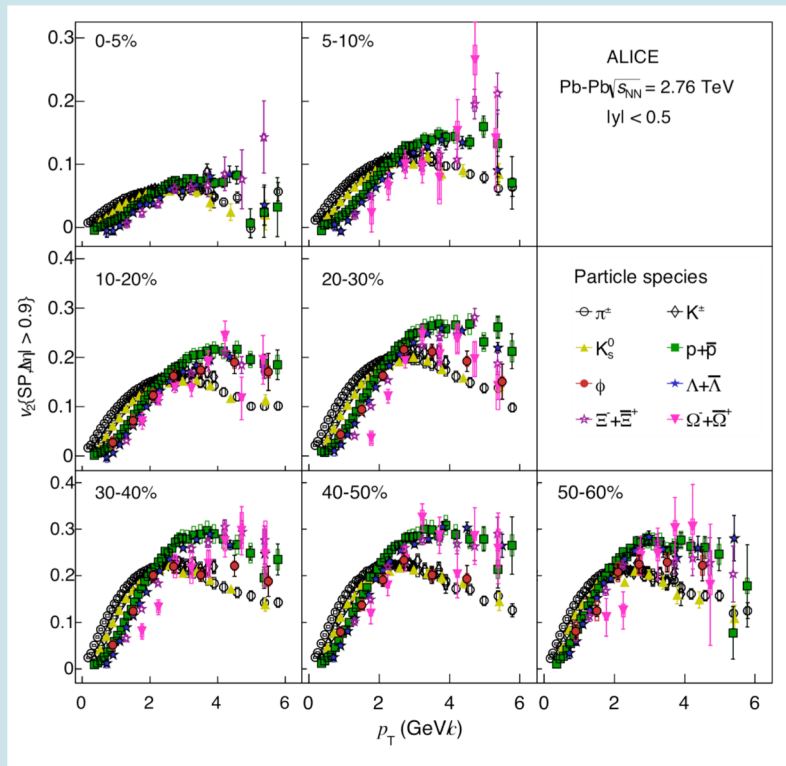 0.3
0.2
0.1
0
0-5%
5-10%
ALICE
Pb-Pb√sNN = 2.76 TeV
|y| < 0.5
0.4
0.3
0.2
0.1
0
10-20%
20-30%
Particle species
π±
K±
K0s
p+p̅
ϕ
Λ+Λ̅
Ξ-+Ξ̅+
Ω-+Ω̅+
v2{SP,|Δη| > 0.9}
0.4
0.3
0.2
0.1
0
30-40%
40-50%
50-60%
0 2 4 6 0 2 4 6 0 2 4 6
pT (GeV/c)